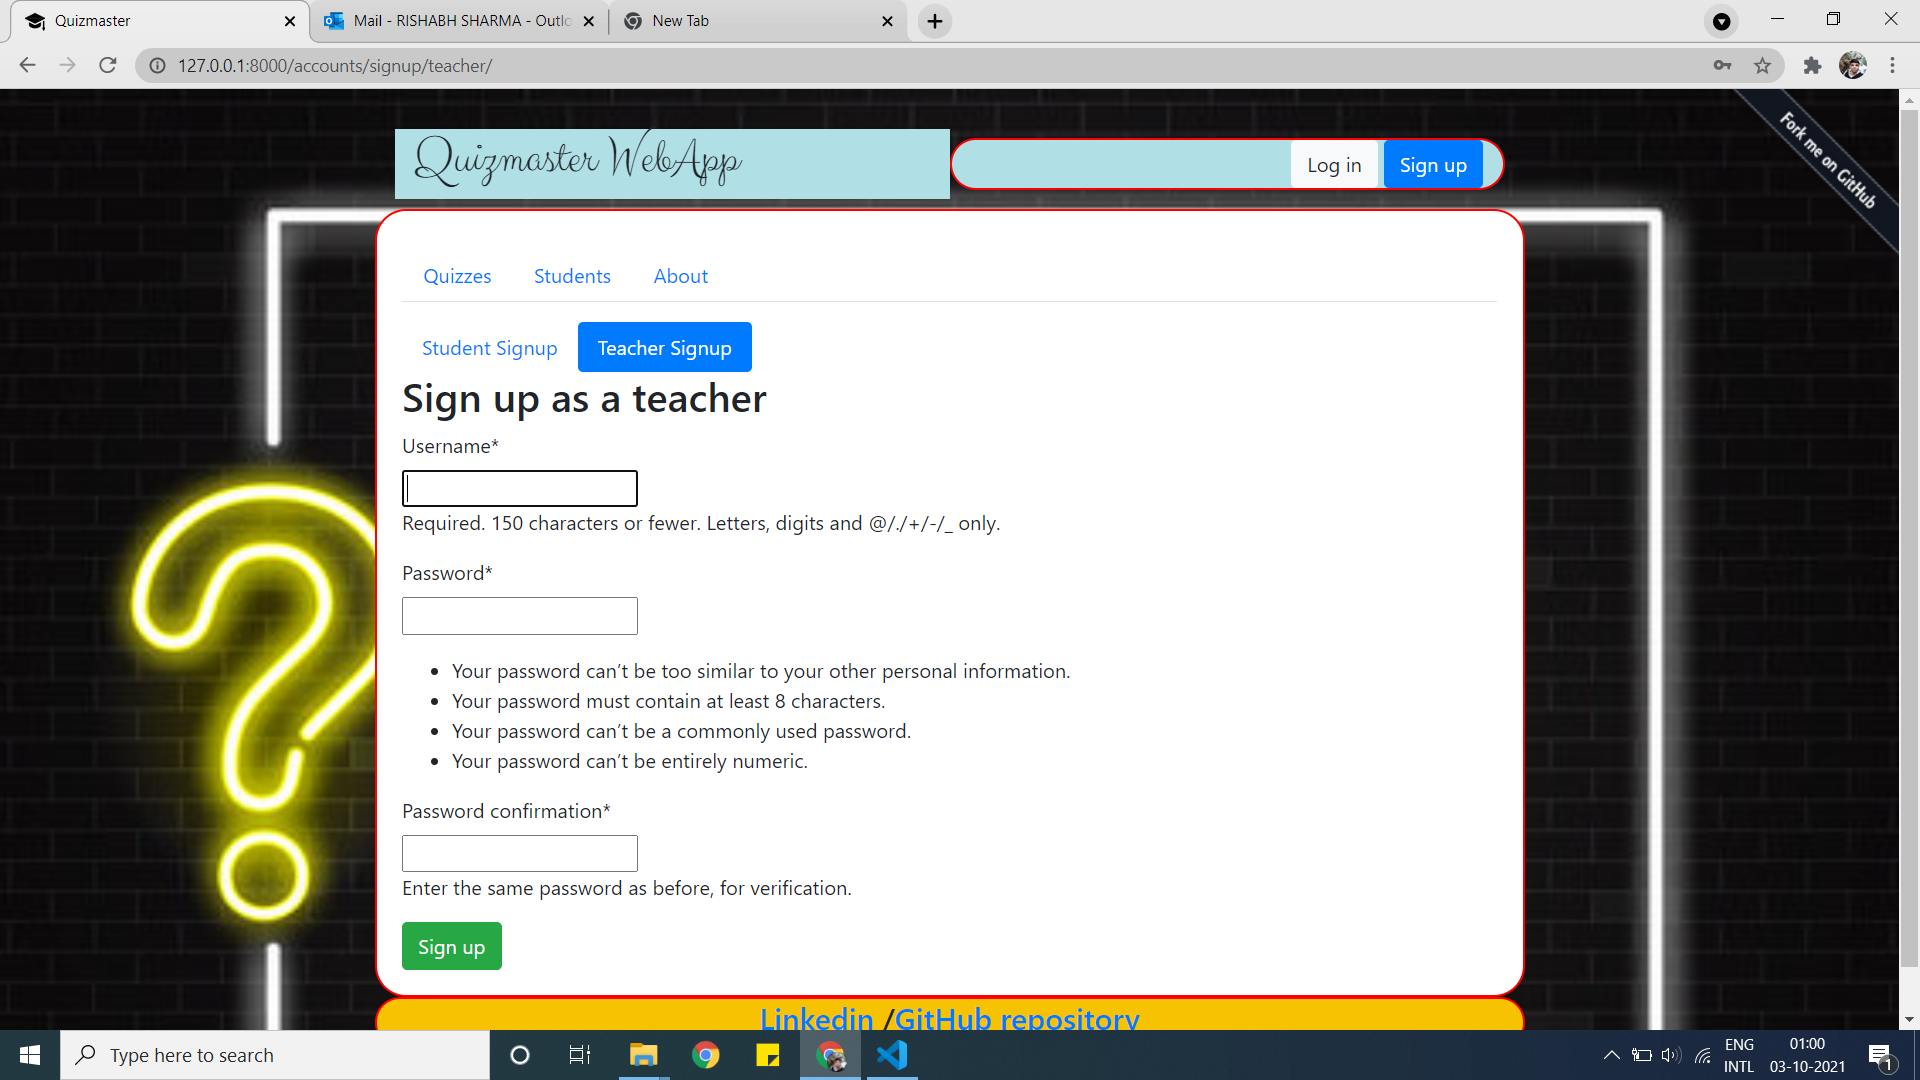 Quizmaster
Mail - RISHABH SHARMA - Outlo
New Tab
127.0.0.1:8000/accounts/signup/teacher/
Quizmaster WebApp
Log in
Sign up
Fork me on GitHub
Quizzes
Students
About
Student Signup
Teacher Signup
Sign up as a teacher
Username*
Required. 150 characters or fewer. Letters, digits and @/./+/-/_ only.
Password*
Your password can’t be too similar to your other personal information.
Your password must contain at least 8 characters.
Your password can’t be a commonly used password.
Your password can’t be entirely numeric.
Password confirmation*
Enter the same password as before, for verification.
Sign up
Linkedin /GitHub repository
Type here to search
ENG
INTL
01:00
03-10-2021
1